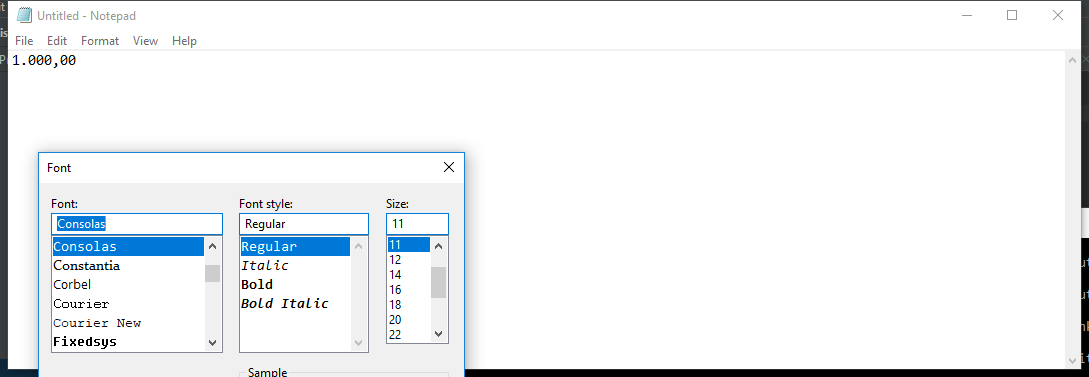 Untitled - Notepad
File Edit Format View Help
1.000,00
Font
Font: Font style: Size:
Consolas Regular 11
Consolas Regular 11
Constantia Italic 12
Corbel Bold 14
Courier Bold Italic 16
Courier New 18
Fixedsys 20
22
Sample